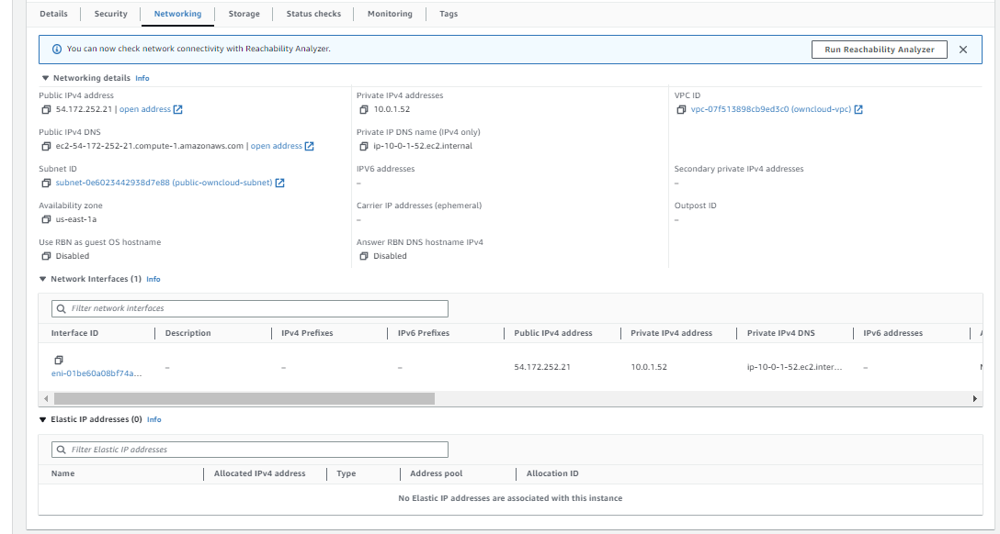 Details Security Networking Storage Status checks Monitoring Tags
You can now check network connectivity with Reachability Analyzer.
Run Reachability Analyzer
Networking details Info
Public IPv4 address
54.172.252.21 | open address
Private IPv4 addresses
10.0.1.52
VPC ID
vpc-07f513898cb9ed3c0 (owncloud-vpc)
Public IPv4 DNS
ec2-54-172-252-21.compute-1.amazonaws.com | open address
Private IP DNS name (IPv4 only)
ip-10-0-1-52.ec2.internal
Subnet ID
subnet-0e6023442938d7e88 (public-owncloud-subnet)
IPV6 addresses
–
Secondary private IPv4 addresses
–
Availability zone
us-east-1a
Carrier IP addresses (ephemeral)
–
Outpost ID
–
Use RBN as guest OS hostname
Disabled
Answer RBN DNS hostname IPv4
Disabled
Network Interfaces (1) Info
Filter network interfaces
Interface ID Description IPv4 Prefixes IPv6 Prefixes Public IPv4 address Private IPv4 address Private IPv4 DNS IPv6 addresses
eni-01be60a08bf74a... – – – 54.172.252.21 10.0.1.52 ip-10-0-1-52.ec2.inter... –
Elastic IP addresses (0) Info
Filter Elastic IP addresses
Name Allocated IPv4 address Type Address pool Allocation ID
No Elastic IP addresses are associated with this instance